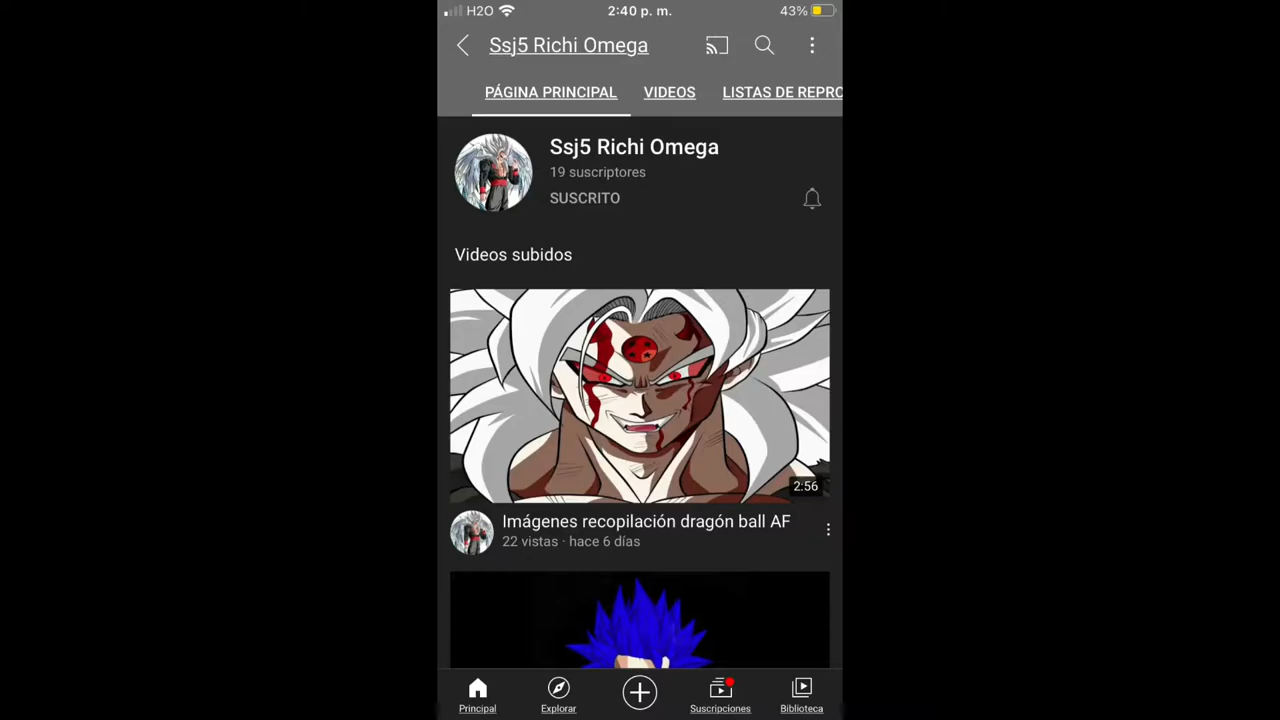 H2O 2:40 p. m. 43%
Ssj5 Richi Omega
PÁGINA PRINCIPAL VIDEOS LISTAS DE REPRO
Ssj5 Richi Omega
19 suscriptores
SUSCRITO
Videos subidos
2:56
Imágenes recopilación dragón ball AF
22 vistas · hace 6 días
Principal Explorar Suscripciones Biblioteca